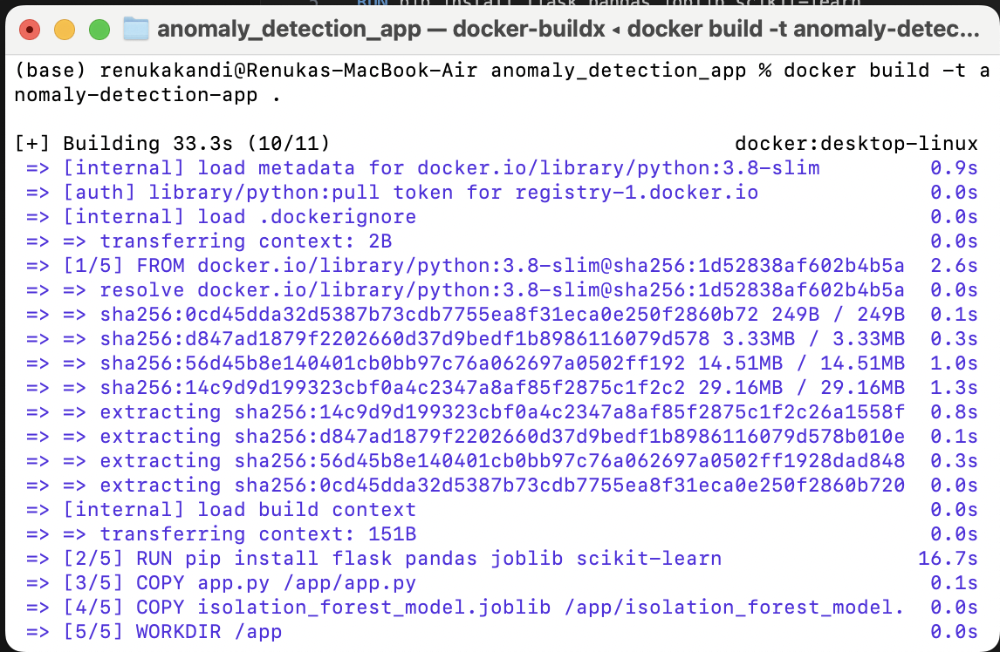 RUN pip install flask pandas joblib scikit-learn
anomaly_detection_app — docker-buildx ◂ docker build -t anomaly-detec...
(base) renukakandi@Renukas-MacBook-Air anomaly_detection_app % docker build -t a
nomaly-detection-app .
[+] Building 33.3s (10/11) docker:desktop-linux
=> [internal] load metadata for docker.io/library/python:3.8-slim 0.9s
=> [auth] library/python:pull token for registry-1.docker.io 0.0s
=> [internal] load .dockerignore 0.0s
=> => transferring context: 2B 0.0s
=> [1/5] FROM docker.io/library/python:3.8-slim@sha256:1d52838af602b4b5a 2.6s
=> => resolve docker.io/library/python:3.8-slim@sha256:1d52838af602b4b5a 0.0s
=> => sha256:0cd45dda32d5387b73cdb7755ea8f31eca0e250f2860b72 249B / 249B 0.1s
=> => sha256:d847ad1879f2202660d37d9bedf1b8986116079d578 3.33MB / 3.33MB 0.3s
=> => sha256:56d45b8e140401cb0bb97c76a062697a0502ff192 14.51MB / 14.51MB 1.0s
=> => sha256:14c9d9d199323cbf0a4c2347a8af85f2875c1f2c2 29.16MB / 29.16MB 1.3s
=> => extracting sha256:14c9d9d199323cbf0a4c2347a8af85f2875c1f2c26a1558f 0.8s
=> => extracting sha256:d847ad1879f2202660d37d9bedf1b8986116079d578b010e 0.1s
=> => extracting sha256:56d45b8e140401cb0bb97c76a062697a0502ff1928dad848 0.3s
=> => extracting sha256:0cd45dda32d5387b73cdb7755ea8f31eca0e250f2860b720 0.0s
=> [internal] load build context 0.0s
=> => transferring context: 151B 0.0s
=> [2/5] RUN pip install flask pandas joblib scikit-learn 16.7s
=> [3/5] COPY app.py /app/app.py 0.1s
=> [4/5] COPY isolation_forest_model.joblib /app/isolation_forest_model. 0.0s
=> [5/5] WORKDIR /app 0.0s